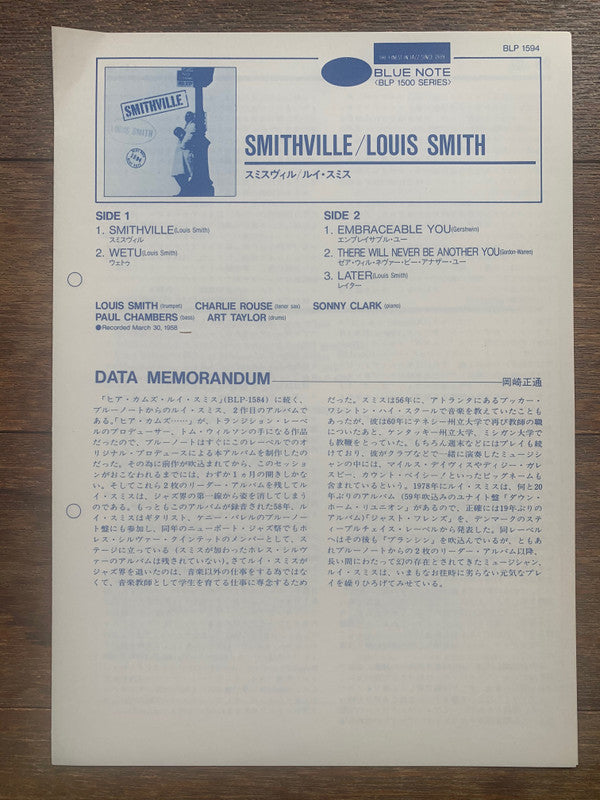 BLP 1594
THE FINEST IN JAZZ SINCE 1939
BLUE NOTE
〈BLP 1500 SERIES〉
SMITHVILLE
LOUIS SMITH
SMITHVILLE/LOUIS SMITH
スミスヴィル/ルイ・スミス
SIDE 1
1. SMITHVILLE(Louis Smith)
スミスヴィル
2. WETU(Louis Smith)
ウェトゥ
SIDE 2
1. EMBRACEABLE YOU(Gershwin)
エンブレイサブル・ユー
2. THERE WILL NEVER BE ANOTHER YOU(Gordon-Warren)
ゼア・ウィル・ネヴァー・ビー・アナザー・ユー
3. LATER(Louis Smith)
レイター
LOUIS SMITH (trumpet) CHARLIE ROUSE (tenor sax) SONNY CLARK (piano)
PAUL CHAMBERS (bass) ART TAYLOR (drums)
●Recorded March 30, 1958
DATA MEMORANDUM 岡崎正通
「ヒア・カムズ・ルイ・スミス」(BLP-1584) に続く、
ブルーノートからのルイ・スミス、2作目のアルバムで
ある。「ヒア・カムズ……」が、トランジション・レーベ
ルのプロデューサー、トム・ウィルソンの手になる作品
だったので、ブルーノートはすぐにこのレーベルでのオ
リジナル・プロデュースによる本アルバムを制作したの
だった。その為に前作が吹込まれてから、このセッショ
ンがおこなわれるまでには、わずか1ヵ月の開きしかな
い。そしてこれら2枚のリーダー・アルバムを残してル
イ・スミスは、ジャズ界の第一線から姿を消してしまう
のである。もっともこのアルバムが録音された58年、ル
イ・スミスはギタリスト、ケニー・バレルのブルーノー
ト盤にも参加し、同年のニューポート・ジャズ祭でもホ
レス・シルヴァー・クインテットのメンバーとして、ス
テージに立っている (スミスが加わったホレス・シルヴ
ァーのアルバムは残されていない)。さてルイ・スミスが
ジャズ界を退いたのは、音楽以外の仕事をする為ではな
くて、音楽教師として学生を育てる仕事に専念するため
だった。スミスは56年に、アトランタにあるブッカー・
ワシントン・ハイ・スクールで音楽を教えていたことも
あったが、彼は60年にテネシー州立大学で再び教師の職
についたあと、ケンタッキー州立大学、ミシガン大学で
も教鞭をとっていた。もちろん週末などにはプレイも続
けており、彼がクラブなどで一緒に演奏したミュージシ
ャンの中には、マイルス・デイヴィスやディジー・ガレ
スピー、カウント・ベイシーノといったビッグネームも
含まれているという。1978年にルイ・スミスは、何と20
年ぶりのアルバム (59年吹込みのユナイト盤「ダウン・
ホーム・リユニオン」があるので、正確には19年ぶりの
アルバム)「ジャスト・フレンズ」を、デンマークのステ
ィープルチェイス・レーベルから発表した。同レーベル
へはその後も「プランシン」を吹込んでいるが、ともあ
れブルーノートからの2枚のリーダー・アルバム以降、
長い間にわたって幻の存在とされてきたミュージシャン、
ルイ・スミスは、いまもなお往時に劣らない元気なプレ
イを繰りひろげてみせている。